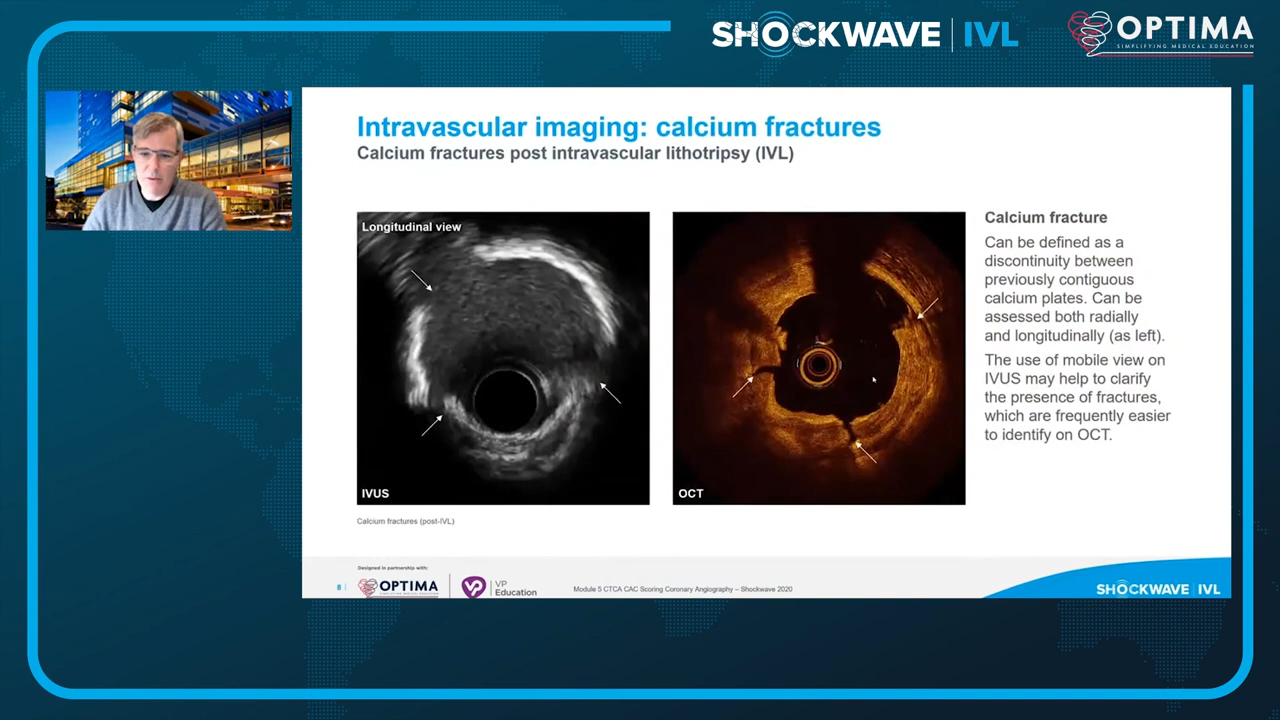 SHOCKWAVE | IVL
OPTIMA
SIMPLIFYING MEDICAL EDUCATION
Intravascular imaging: calcium fractures
Calcium fractures post intravascular lithotripsy (IVL)
Longitudinal view
IVUS
OCT
Calcium fractures (post-IVL)
Calcium fracture
Can be defined as a
discontinuity between
previously contiguous
calcium plates. Can be
assessed both radially
and longitudinally (as left).
The use of mobile view on
IVUS may help to clarify
the presence of fractures,
which are frequently easier
to identify on OCT.
Designed in partnership with:
8
OPTIMA
VP
VP
Education
Module 5 CTCA CAC Scoring Coronary Angiography – Shockwave 2020
SHOCKWAVE | IVL